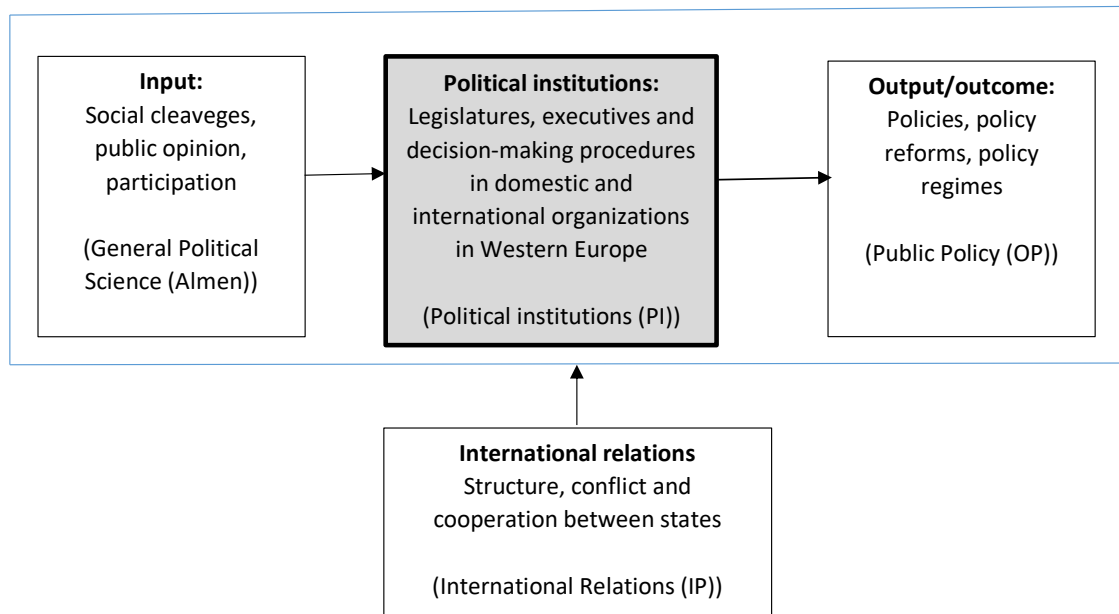 Input:
Social cleaveges,
public opinion,
participation
(General Political
Science (Almen))
Political institutions:
Legislatures, executives and
decision-making procedures
in domestic and
international organizations
in Western Europe
(Political institutions (PI))
Output/outcome:
Policies, policy
reforms, policy
regimes
(Public Policy (OP))
International relations
Structure, conflict and
cooperation between states
(International Relations (IP))